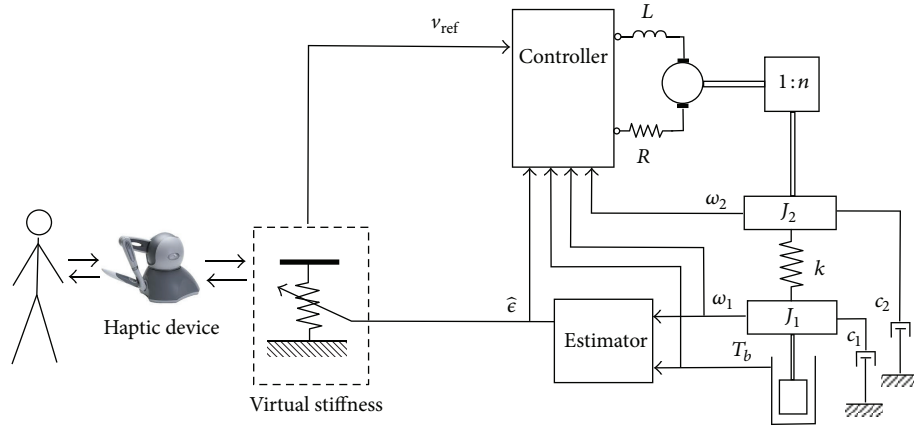 v_ref
Controller
L
R
1:n
ω_2
J_2
k
c_2
ω_1
J_1
c_1
T_b
Estimator
ϵ̂
Haptic device
Virtual stiffness